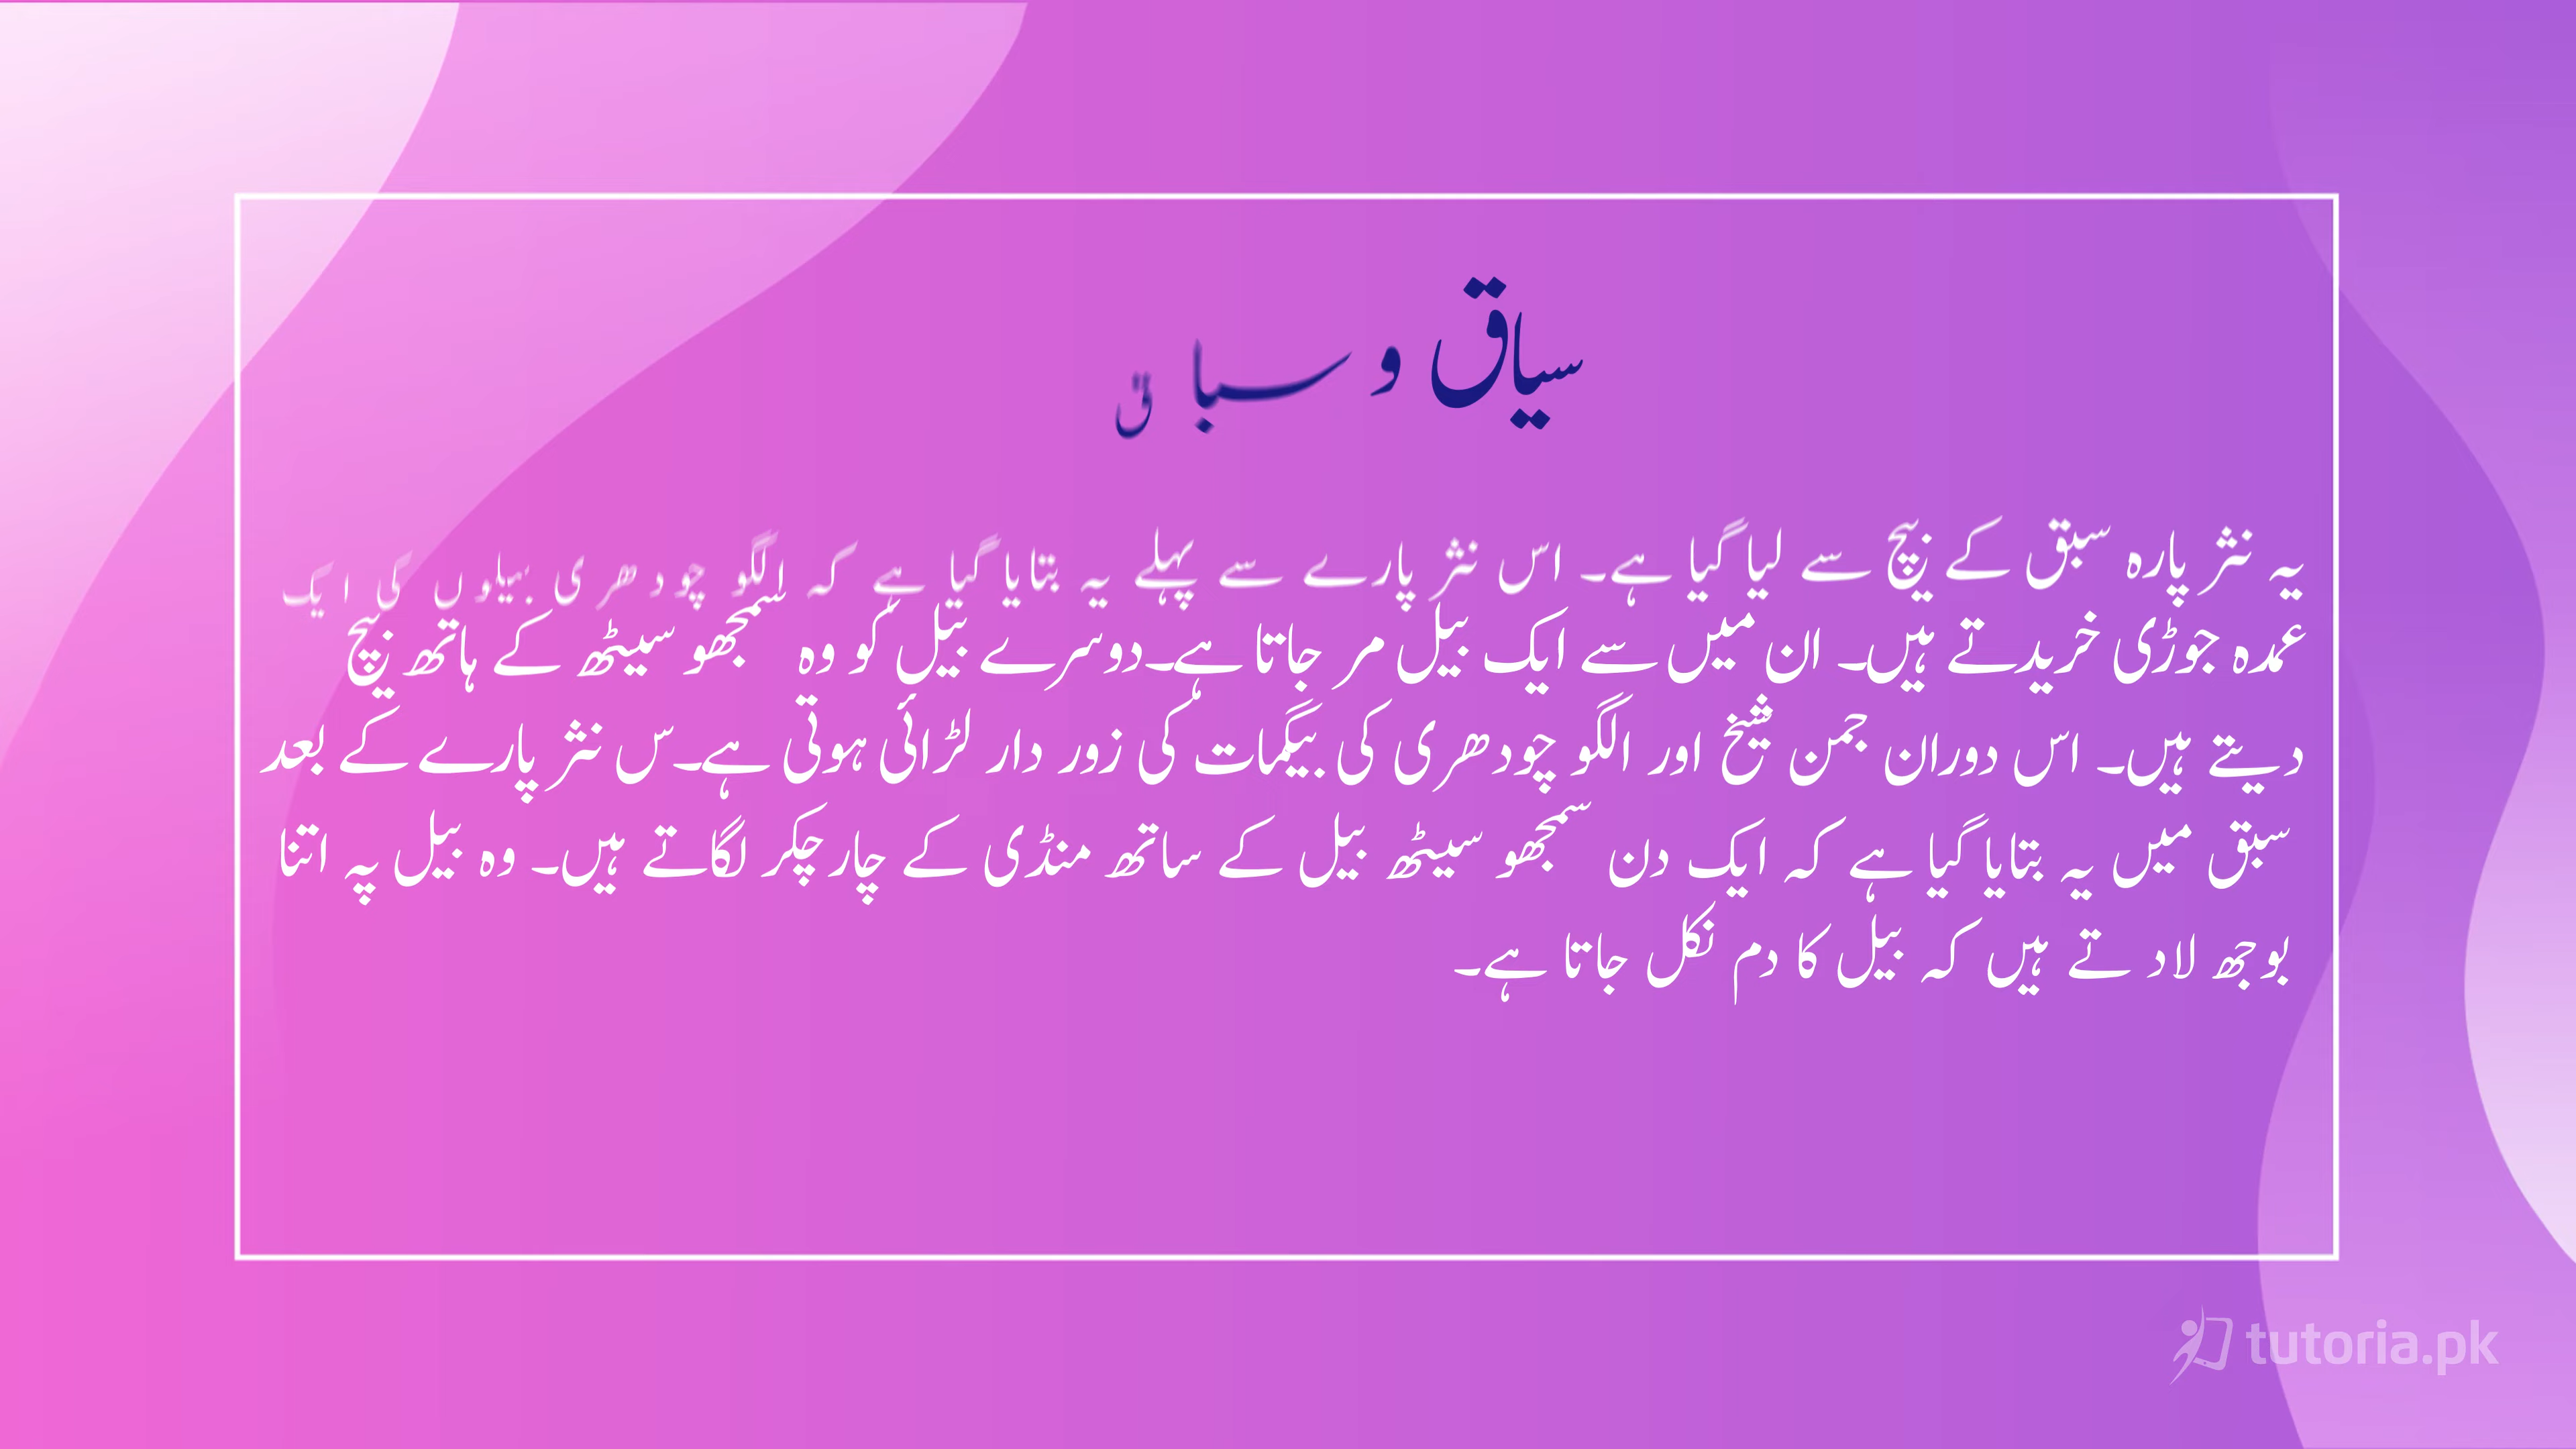 سیاق و سباق
یہ نثر پارہ سبق کے بیچ سے لیا گیا ہے۔ اس نثر پارے سے پہلے یہ بتایا گیا ہے کہ الگو چودھری بیلوں کی ایک
عمدہ جوڑی خریدتے ہیں۔ ان میں سے ایک بیل مر جاتا ہے۔دوسرے بیل کو وہ سمجھو سیٹھ کے ہاتھ بیچ
دیتے ہیں۔ اس دوران جمن شیخ اور الگو چودھری کی بیگمات کی زور دار لڑائی ہوتی ہے۔س نثر پارے کے بعد
سبق میں یہ بتایا گیا ہے کہ ایک دن سمجھو سیٹھ بیل کے ساتھ منڈی کے چار چکر لگاتے ہیں۔ وہ بیل پہ اتنا
بوجھ لادتے ہیں کہ بیل کا دم نکل جاتا ہے۔
tutoria.pk